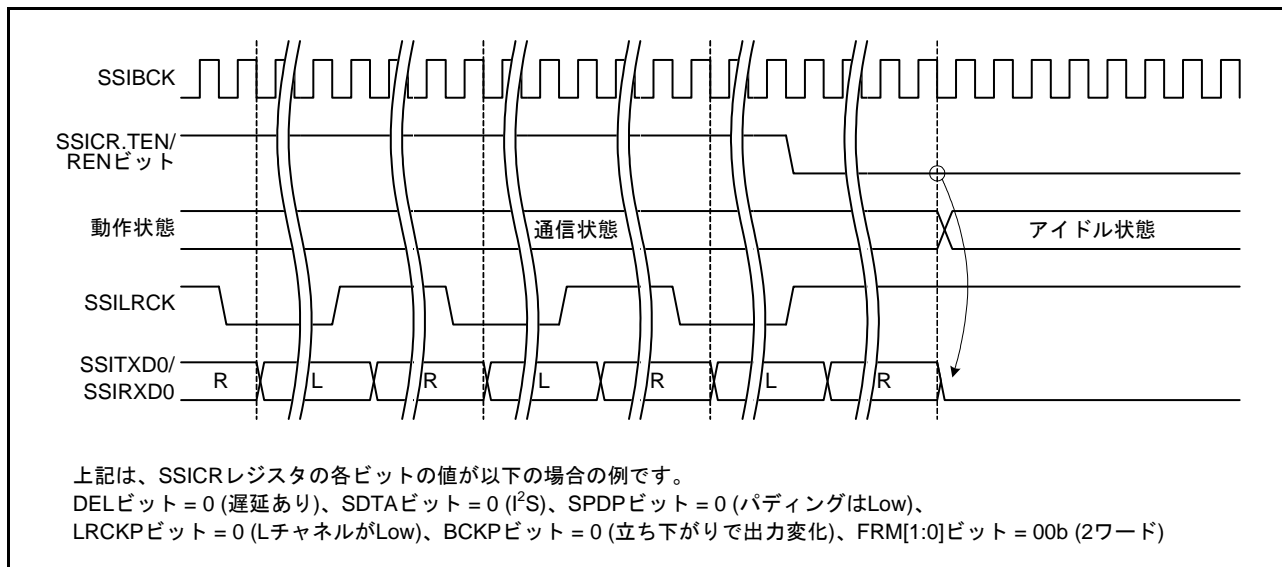 SSIBCK
SSICR.TEN/
RENビット
動作状態
通信状態
アイドル状態
SSILRCK
SSITXD0/
SSIRXD0
R
L
R
L
R
L
R
上記は、SSICRレジスタの各ビットの値が以下の場合の例です。
DELビット = 0 (遅延あり)、SDTAビット = 0 (I²S)、SPDPビット = 0 (パディングはLow)、
LRCKPビット = 0 (LチャネルがLow)、BCKPビット = 0 (立ち下がりで出力変化)、FRM[1:0]ビット = 00b (2ワード)